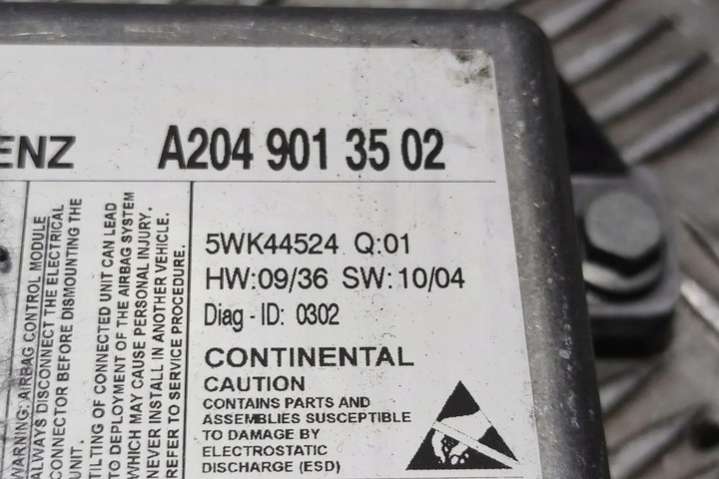 ENZ A204 901 35 02
5WK44524 Q:01
HW:09/36 SW:10/04
Diag - ID: 0302
CONTINENTAL
CAUTION
CONTAINS PARTS AND
ASSEMBLIES SUSCEPTIBLE
TO DAMAGE BY
ELECTROSTATIC
DISCHARGE (ESD)
WARNING: AIRBAG CONTROL MODULE
ALWAYS DISCONNECT THE ELECTRICAL
CONNECTOR BEFORE DISMOUNTING THE
UNIT.
TILTING OF CONNECTED UNIT CAN LEAD
TO DEPLOYMENT OF THE AIRBAG SYSTEM
WHICH MAY CAUSE PERSONAL INJURY.
NEVER INSTALL IN ANOTHER VEHICLE.
REFER TO SERVICE PROCEDURE.